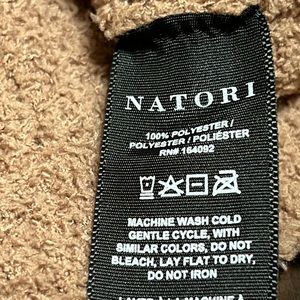 NATORI
100% POLYESTER /
POLYESTER / POLIÉSTER
RN# 164092
MACHINE WASH COLD
GENTLE CYCLE, WITH
SIMILAR COLORS, DO NOT
BLEACH, LAY FLAT TO DRY,
DO NOT IRON